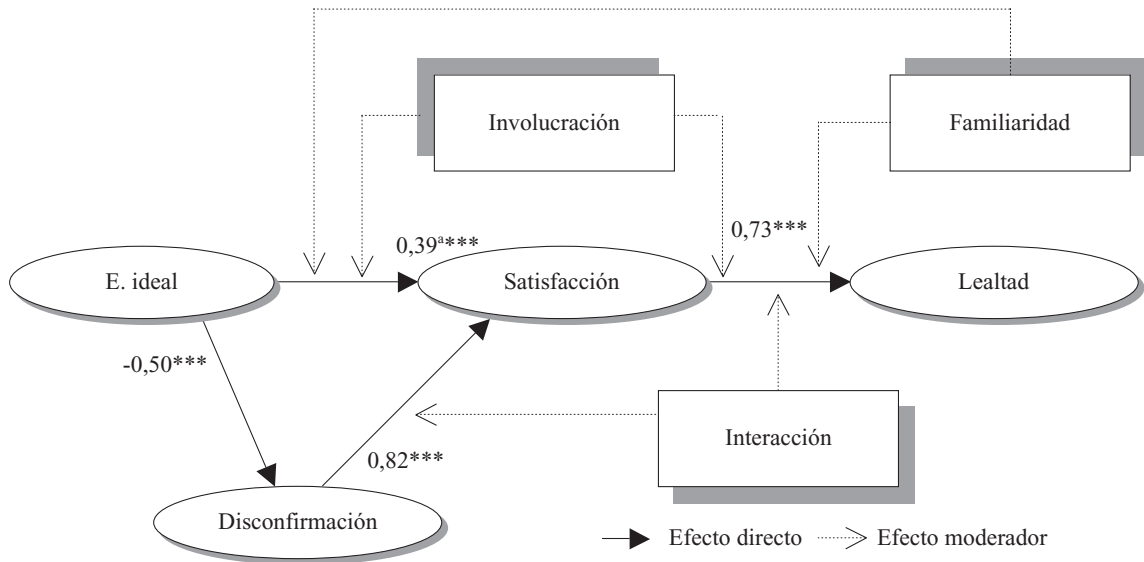 Involucración
Familiaridad
0,39ª***
0,73***
E. ideal
Satisfacción
Lealtad
-0,50***
Interacción
0,82***
Disconfirmación
Efecto directo
Efecto moderador